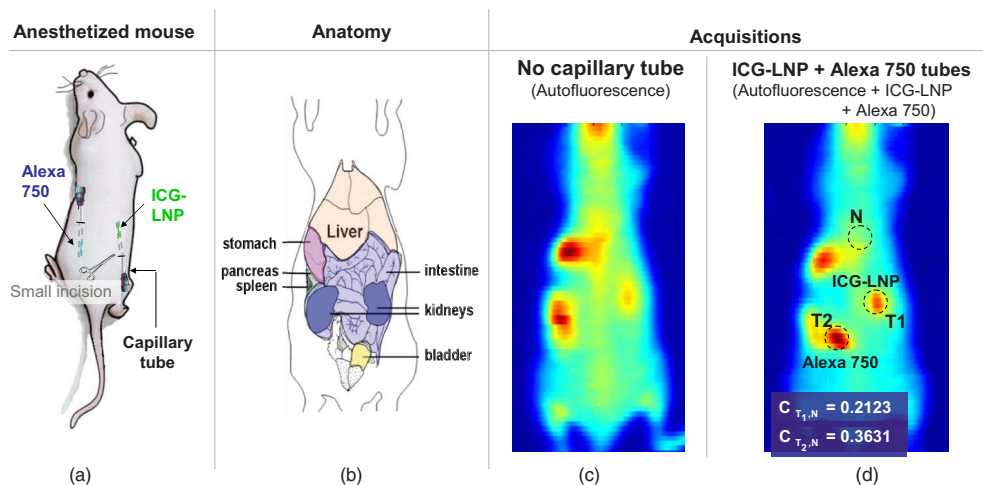 Anesthetized mouse
Anatomy
Acquisitions
No capillary tube
(Autofluorescence)
ICG-LNP + Alexa 750 tubes
(Autofluorescence + ICG-LNP
+ Alexa 750)
Alexa
750
ICG-
LNP
Small incision
Capillary
tube
Liver
stomach
pancreas
spleen
intestine
kidneys
bladder
N
ICG-LNP
T2
T1
Alexa 750
C T₁,N = 0.2123
C T₂,N = 0.3631
(a)
(b)
(c)
(d)